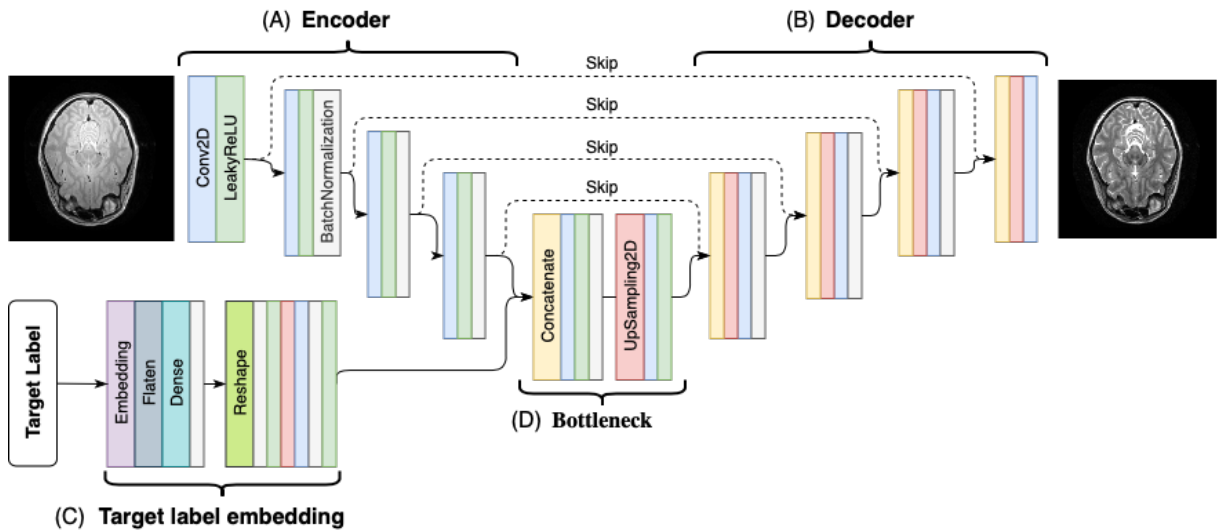 (A) Encoder
(B) Decoder
Skip
Skip
Skip
Skip
Conv2D
LeakyReLU
BatchNormalization
Concatenate
UpSampling2D
Target Label
Embedding
Flaten
Dense
Reshape
(D) Bottleneck
(C) Target label embedding